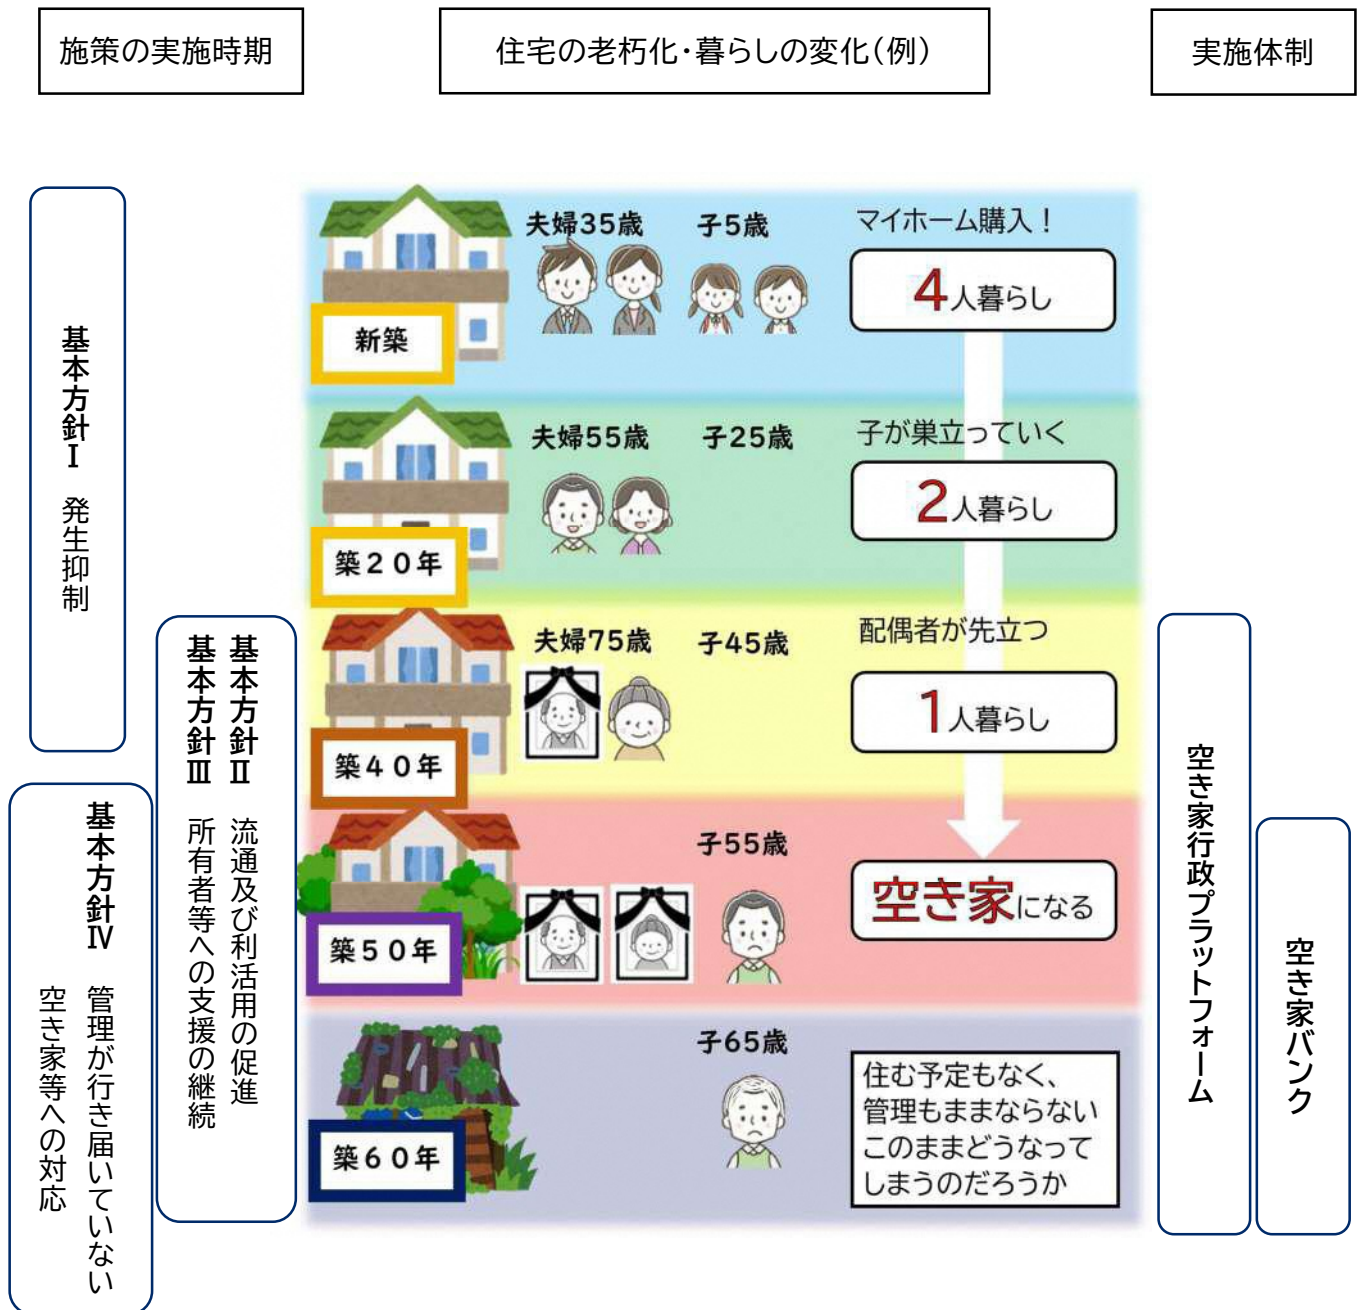 施策の実施時期
住宅の老朽化・暮らしの変化(例)
実施体制
基本方針Ⅰ 発生抑制
基本方針Ⅱ 流通及び利活用の促進
基本方針Ⅲ 所有者等への支援の継続
基本方針Ⅳ 管理が行き届いていない
空き家等への対応
新築
夫婦35歳
子5歳
マイホーム購入!
4人暮らし
築20年
夫婦55歳
子25歳
子が巣立っていく
2人暮らし
築40年
夫婦75歳
子45歳
配偶者が先立つ
1人暮らし
築50年
子55歳
空き家になる
築60年
子65歳
住む予定もなく、
管理もままならない
このままどうなって
しまうのだろうか
空き家行政プラットフォーム
空き家バンク